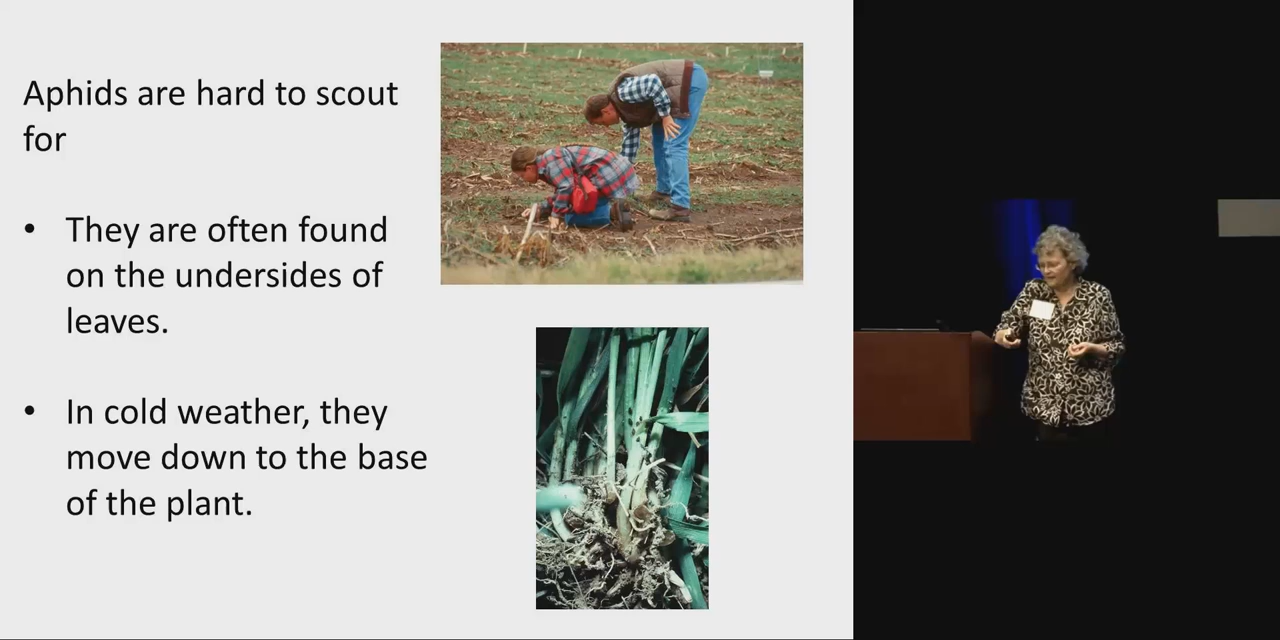 Aphids are hard to scout
for
• They are often found
on the undersides of
leaves.
• In cold weather, they
move down to the base
of the plant.